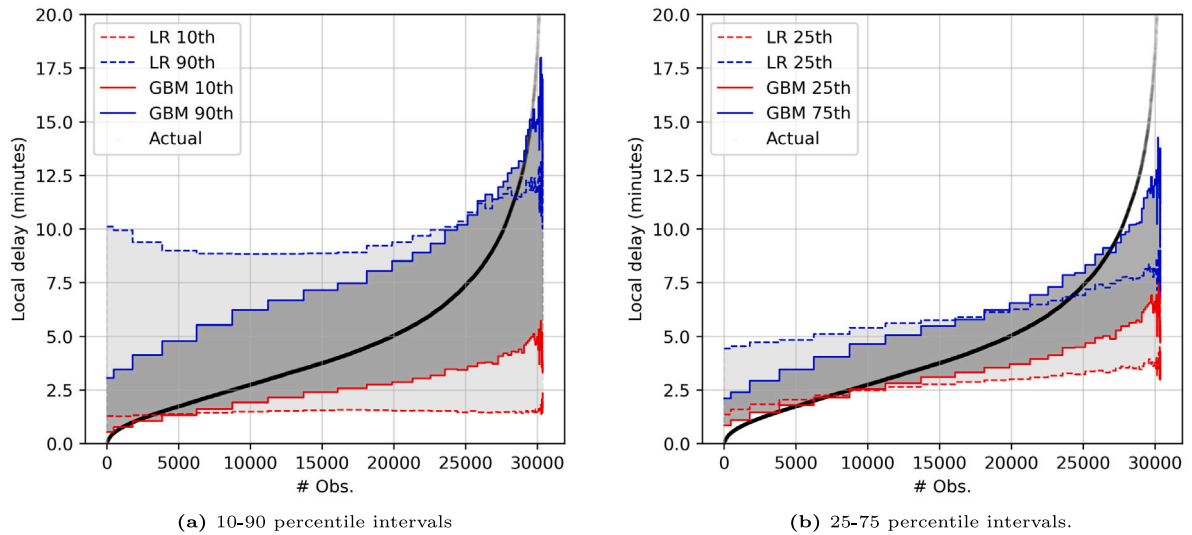 LR 10th
LR 90th
GBM 10th
GBM 90th
Actual
Local delay (minutes)
20.0
17.5
15.0
12.5
10.0
7.5
5.0
2.5
0.0
0 5000 10000 15000 20000 25000 30000
# Obs.
(a) 10-90 percentile intervals
LR 25th
LR 25th
GBM 25th
GBM 75th
Actual
Local delay (minutes)
20.0
17.5
15.0
12.5
10.0
7.5
5.0
2.5
0.0
0 5000 10000 15000 20000 25000 30000
# Obs.
(b) 25-75 percentile intervals.